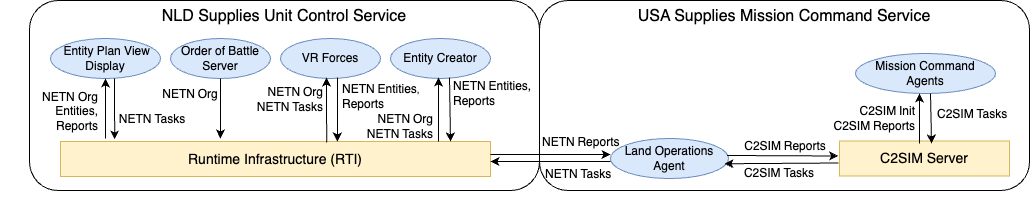 NLD Supplies Unit Control Service
USA Supplies Mission Command Service
Entity Plan View
Display
Order of Battle
Server
VR Forces
Entity Creator
Mission Command
Agents
NETN Org
Entities,
Reports
NETN Tasks
NETN Org
NETN Org
NETN Tasks
NETN Entities,
Reports
NETN Org
NETN Tasks
NETN Entities,
Reports
C2SIM Init
C2SIM Reports
C2SIM Tasks
Runtime Infrastructure (RTI)
NETN Reports
NETN Tasks
Land Operations
Agent
C2SIM Reports
C2SIM Tasks
C2SIM Server